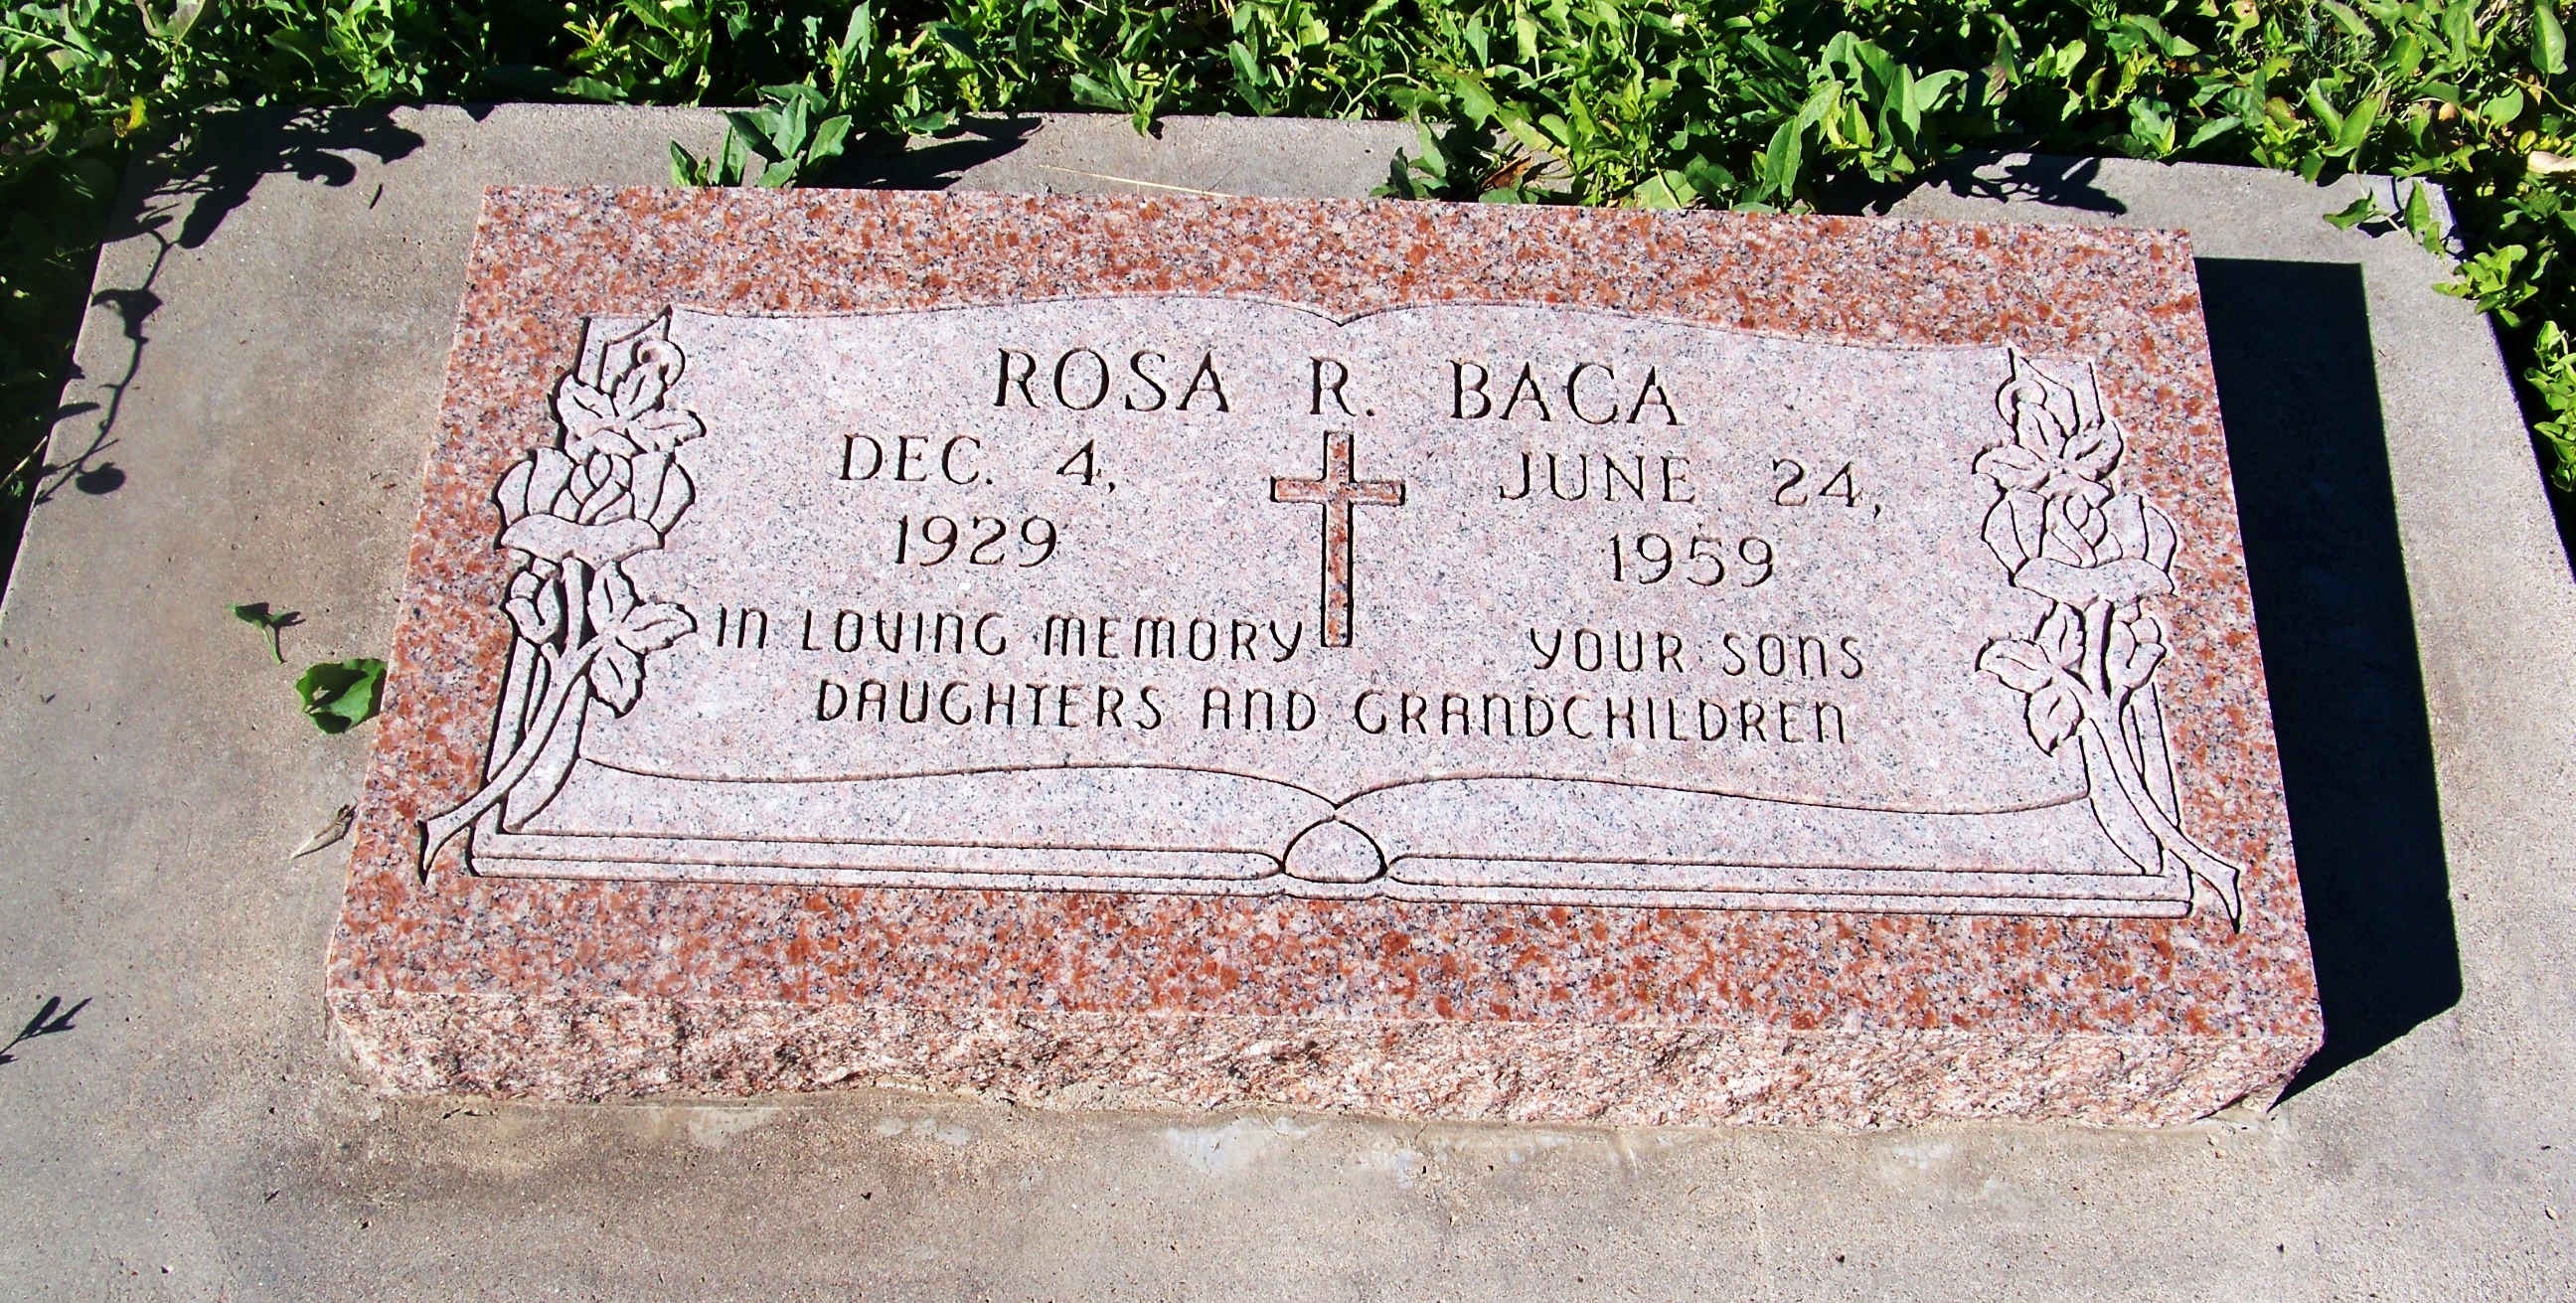 ROSA R. BACA
DEC. 4, JUNE 24,
1929 1959
IN LOVING MEMORY YOUR SONS
DAUGHTERS AND GRANDCHILDREN